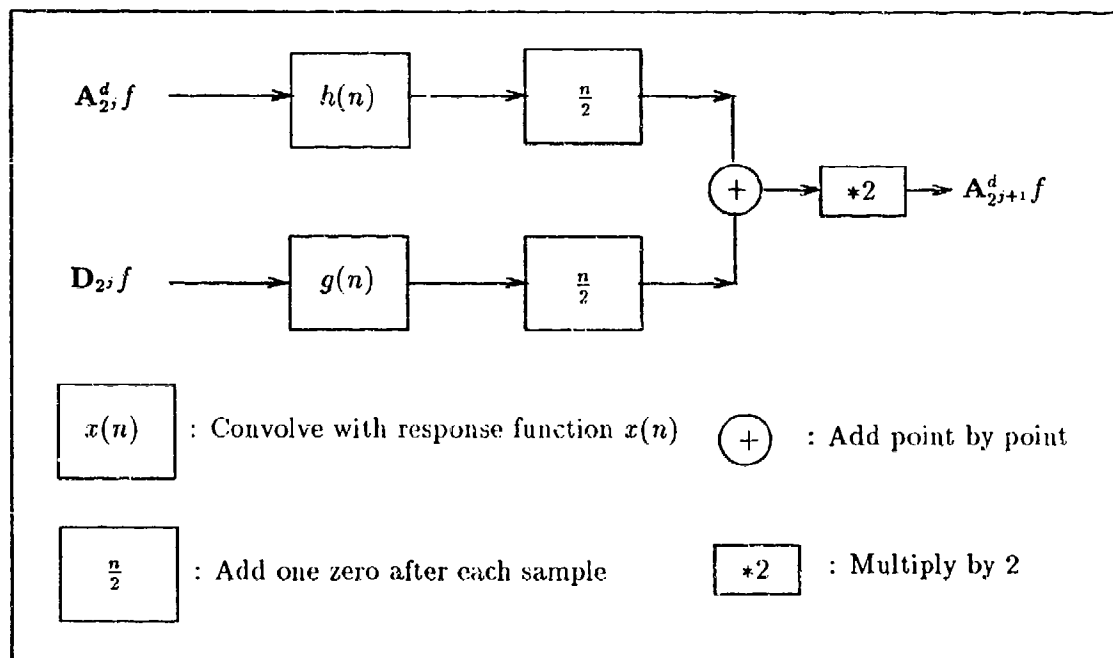 A^d_{2^j} f
h(n)
n/2
+
*2
A^d_{2^{j+1}} f
D_{2^j} f
g(n)
n/2
x(n) : Convolve with response function x(n)
+ : Add point by point
n/2 : Add one zero after each sample
*2 : Multiply by 2